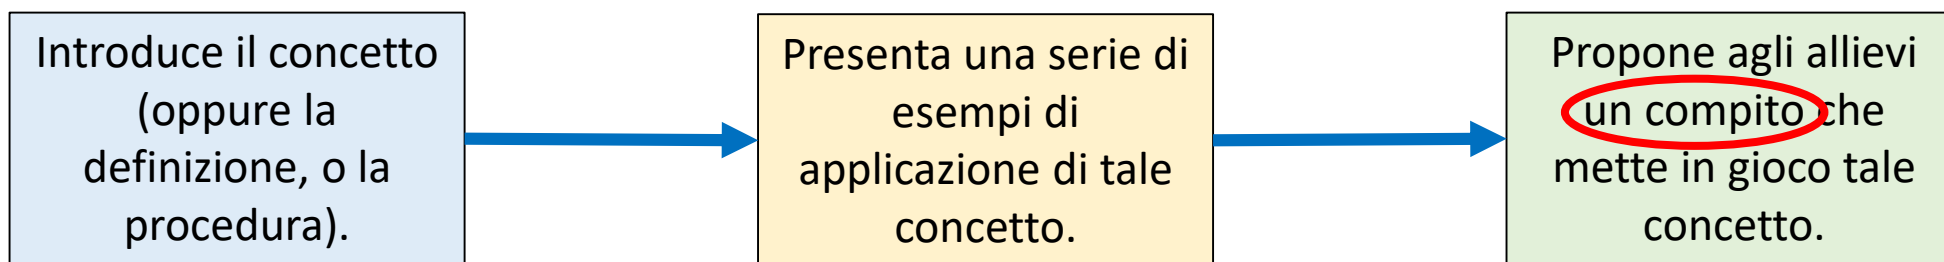 Introduce il concetto
(oppure la
definizione, o la
procedura).
Presenta una serie di
esempi di
applicazione di tale
concetto.
Propone agli allievi
un compito che
mette in gioco tale
concetto.